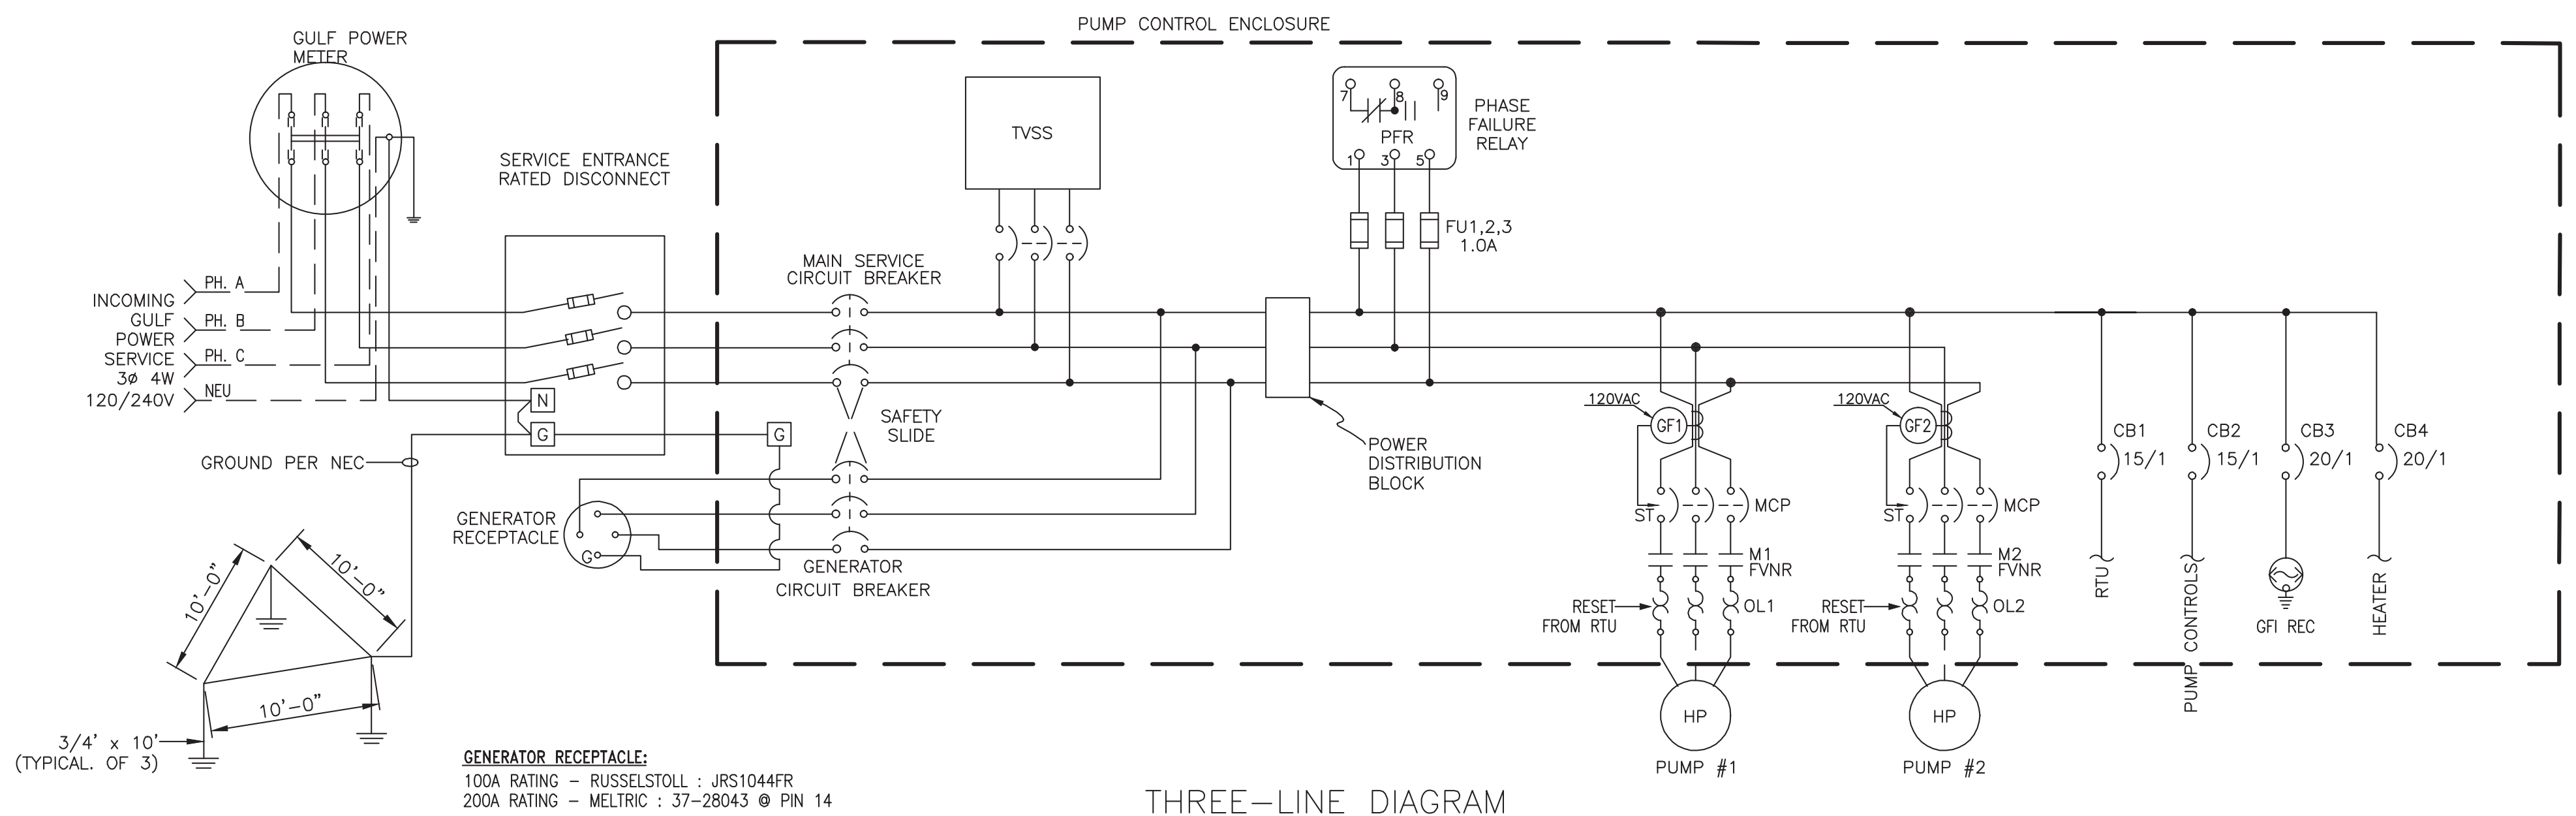 PUMP CONTROL ENCLOSURE
GULF POWER
METER
TVSS
7
8
9
PFR
1
3
5
PHASE
FAILURE
RELAY
SERVICE ENTRANCE
RATED DISCONNECT
FU1,2,3
1.0A
MAIN SERVICE
CIRCUIT BREAKER
INCOMING
GULF
POWER
SERVICE
3ø 4W
120/240V
PH. A
PH. B
PH. C
NEU
N
G
G
SAFETY
SLIDE
GROUND PER NEC
POWER
DISTRIBUTION
BLOCK
120VAC
GF1
120VAC
GF2
ST
MCP
ST
MCP
CB1
15/1
CB2
15/1
CB3
20/1
CB4
20/1
GENERATOR
RECEPTACLE
G
GENERATOR
CIRCUIT BREAKER
M1
FVNR
M2
FVNR
RESET
FROM RTU
OL1
RESET
FROM RTU
OL2
RTU
PUMP CONTROLS
GFI REC
HEATER
10'-0"
10'-0"
10'-0"
3/4' x 10'
(TYPICAL. OF 3)
HP
HP
PUMP #1
PUMP #2
GENERATOR RECEPTACLE:
100A RATING – RUSSELSTOLL : JRS1044FR
200A RATING – MELTRIC : 37-28043 @ PIN 14
THREE-LINE DIAGRAM